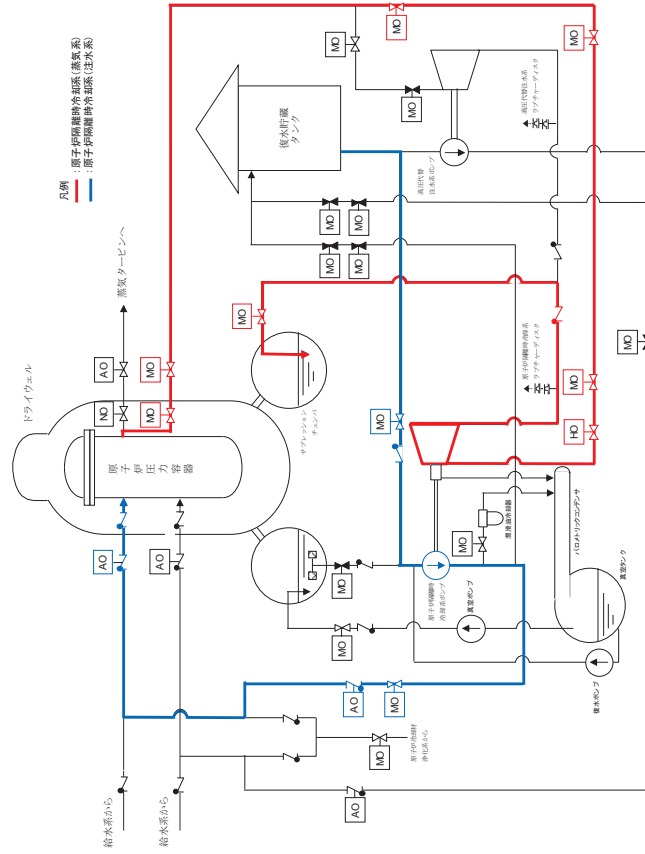 凡例
：原子炉隔離時冷却系(蒸気系)
：原子炉隔離時冷却系(注水系)
ドライウェル
蒸気タービンへ
原子炉圧力容器
サプレッション
チェンバ
復水貯蔵
タンク
高圧代替
注水系ポンプ
高圧代替注水系
ラプチャーディスク
原子炉隔離時冷却系
ラプチャーディスク
原子炉隔離時
冷却系ポンプ
潤滑油冷却器
バロメトリックコンデンサ
真空タンク
真空ポンプ
復水ポンプ
原子炉冷却材
浄化系から
給水系から
給水系から
NO
AO
MO
MO
MO
MO
MO
MO
MO
MO
MO
MO
MO
MO
MO
MO
HO
MO
MO
MO
MO
AO
AO
AO
MO
MO
AO